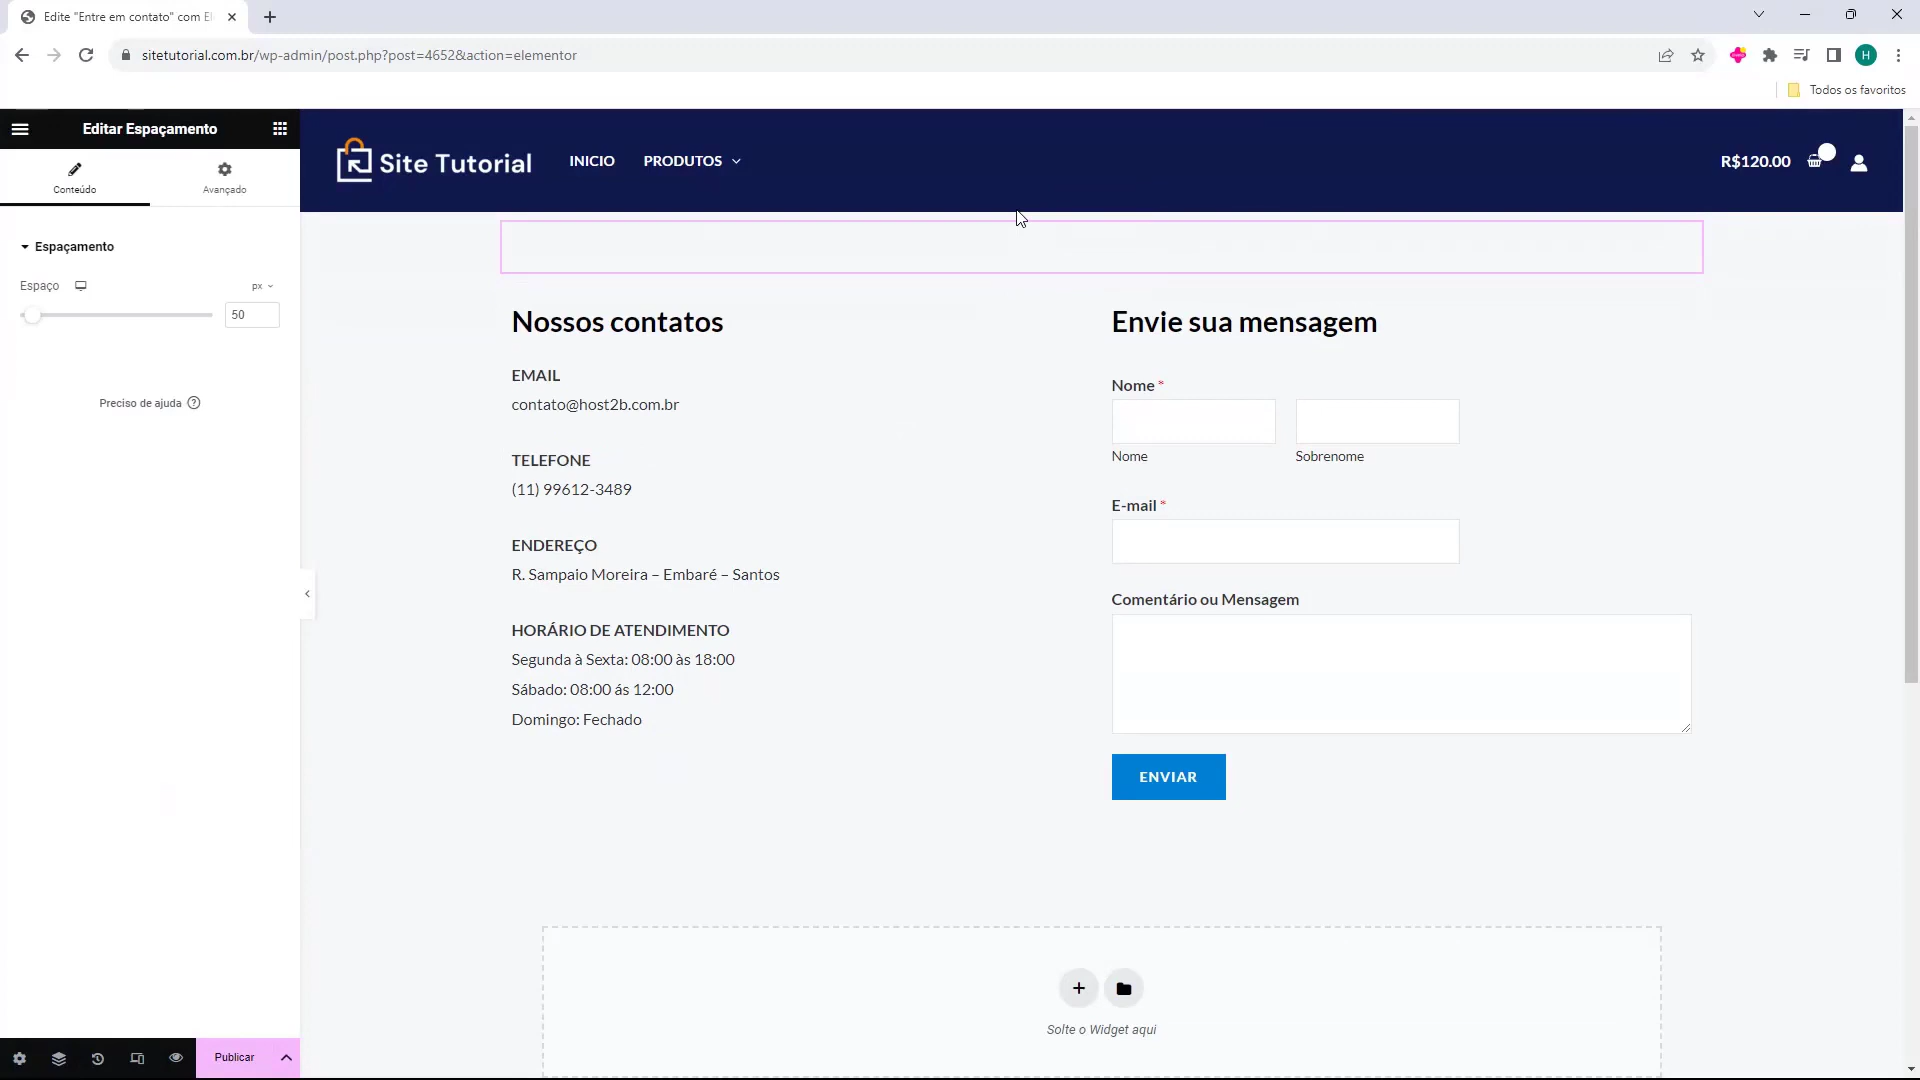 Edite "Entre em contato" com El
sitetutorial.com.br/wp-admin/post.php?post=4652&action=elementor
H
Todos os favoritos
Editar Espaçamento
Conteúdo
Avançado
Espaçamento
Espaço
px
50
Preciso de ajuda
Publicar
Site Tutorial
INICIO
PRODUTOS
R$120.00
Nossos contatos
EMAIL
contato@host2b.com.br
TELEFONE
(11) 99612-3489
ENDEREÇO
R. Sampaio Moreira – Embaré – Santos
HORÁRIO DE ATENDIMENTO
Segunda à Sexta: 08:00 às 18:00
Sábado: 08:00 ás 12:00
Domingo: Fechado
Envie sua mensagem
Nome *
Nome
Sobrenome
E-mail *
Comentário ou Mensagem
ENVIAR
Solte o Widget aqui